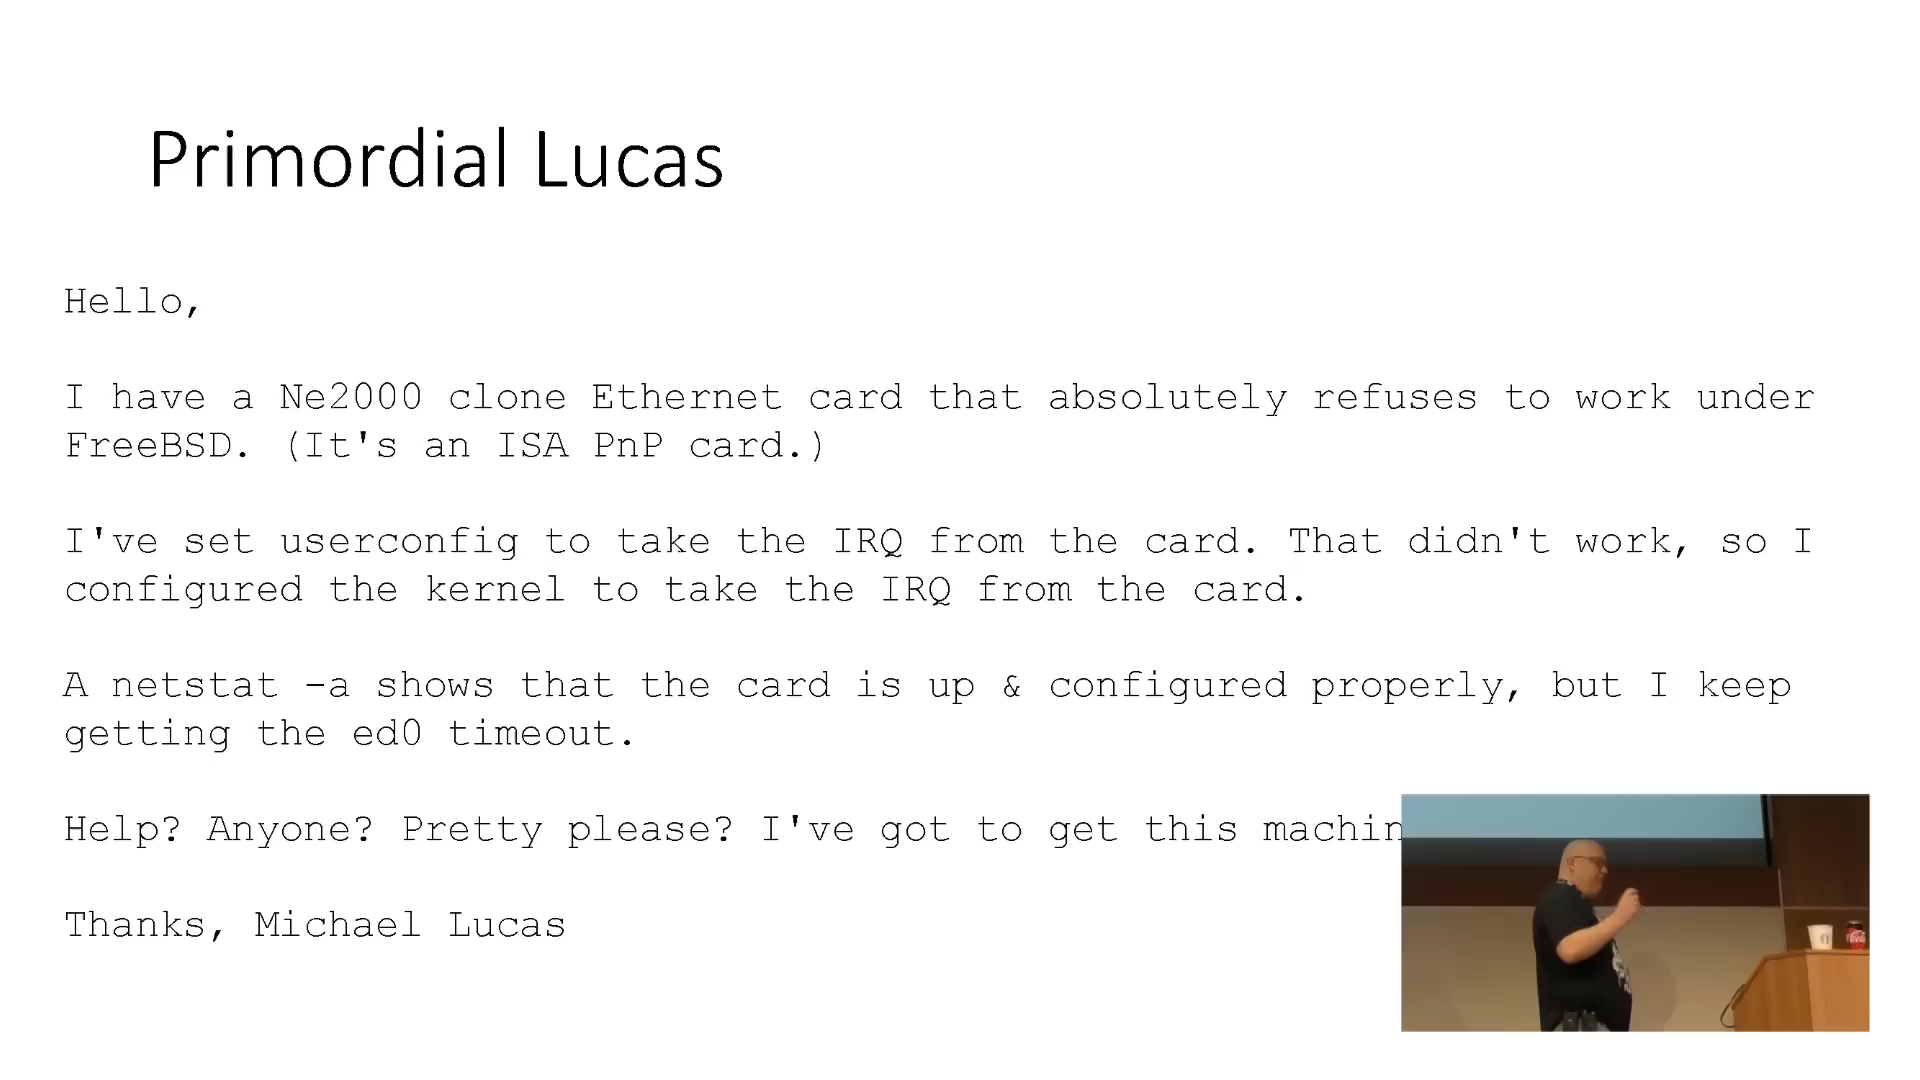 Primordial Lucas
Hello,
I have a Ne2000 clone Ethernet card that absolutely refuses to work under
FreeBSD. (It's an ISA PnP card.)
I've set userconfig to take the IRQ from the card. That didn't work, so I
configured the kernel to take the IRQ from the card.
A netstat -a shows that the card is up & configured properly, but I keep
getting the ed0 timeout.
Help? Anyone? Pretty please? I've got to get this machin
Thanks, Michael Lucas